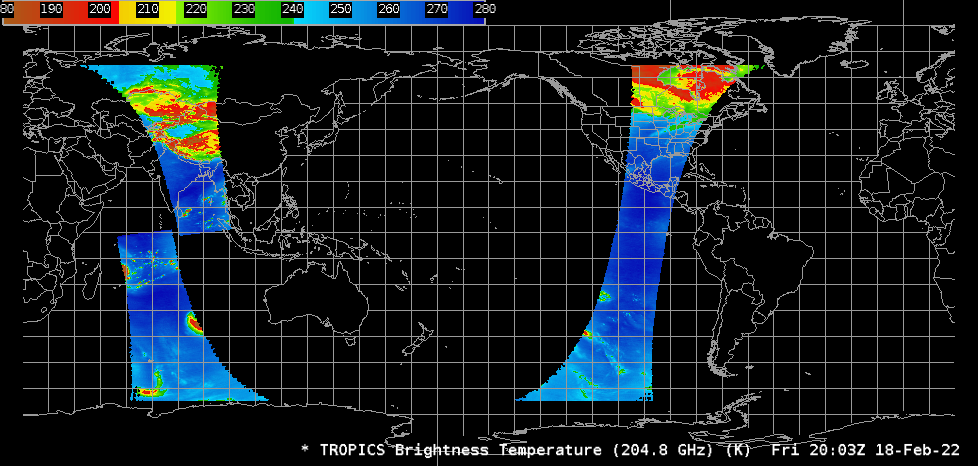 80 190 200 210 220 230 240 250 260 270 280
* TROPICS Brightness Temperature (204.8 GHz) (K) Fri 20:03Z 18-Feb-22